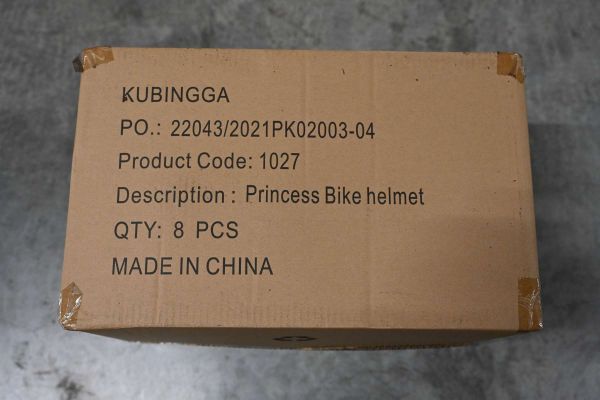 KUBINGGA
PO.: 22043/2021PK02003-04
Product Code: 1027
Description : Princess Bike helmet
QTY: 8 PCS
MADE IN CHINA